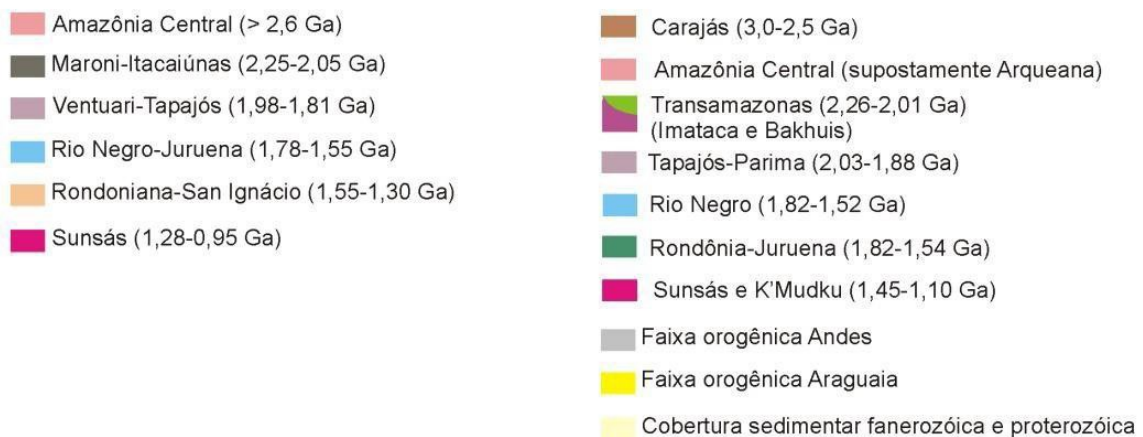 Amazônia Central (> 2,6 Ga)
Maroni-Itacaiúnas (2,25-2,05 Ga)
Ventuari-Tapajós (1,98-1,81 Ga)
Rio Negro-Juruena (1,78-1,55 Ga)
Rondoniana-San Ignácio (1,55-1,30 Ga)
Sunsás (1,28-0,95 Ga)
Carajás (3,0-2,5 Ga)
Amazônia Central (supostamente Arqueana)
Transamazonas (2,26-2,01 Ga)
(Imataca e Bakhuis)
Tapajós-Parima (2,03-1,88 Ga)
Rio Negro (1,82-1,52 Ga)
Rondônia-Juruena (1,82-1,54 Ga)
Sunsás e K'Mudku (1,45-1,10 Ga)
Faixa orogênica Andes
Faixa orogênica Araguaia
Cobertura sedimentar fanerozóica e proterozóica